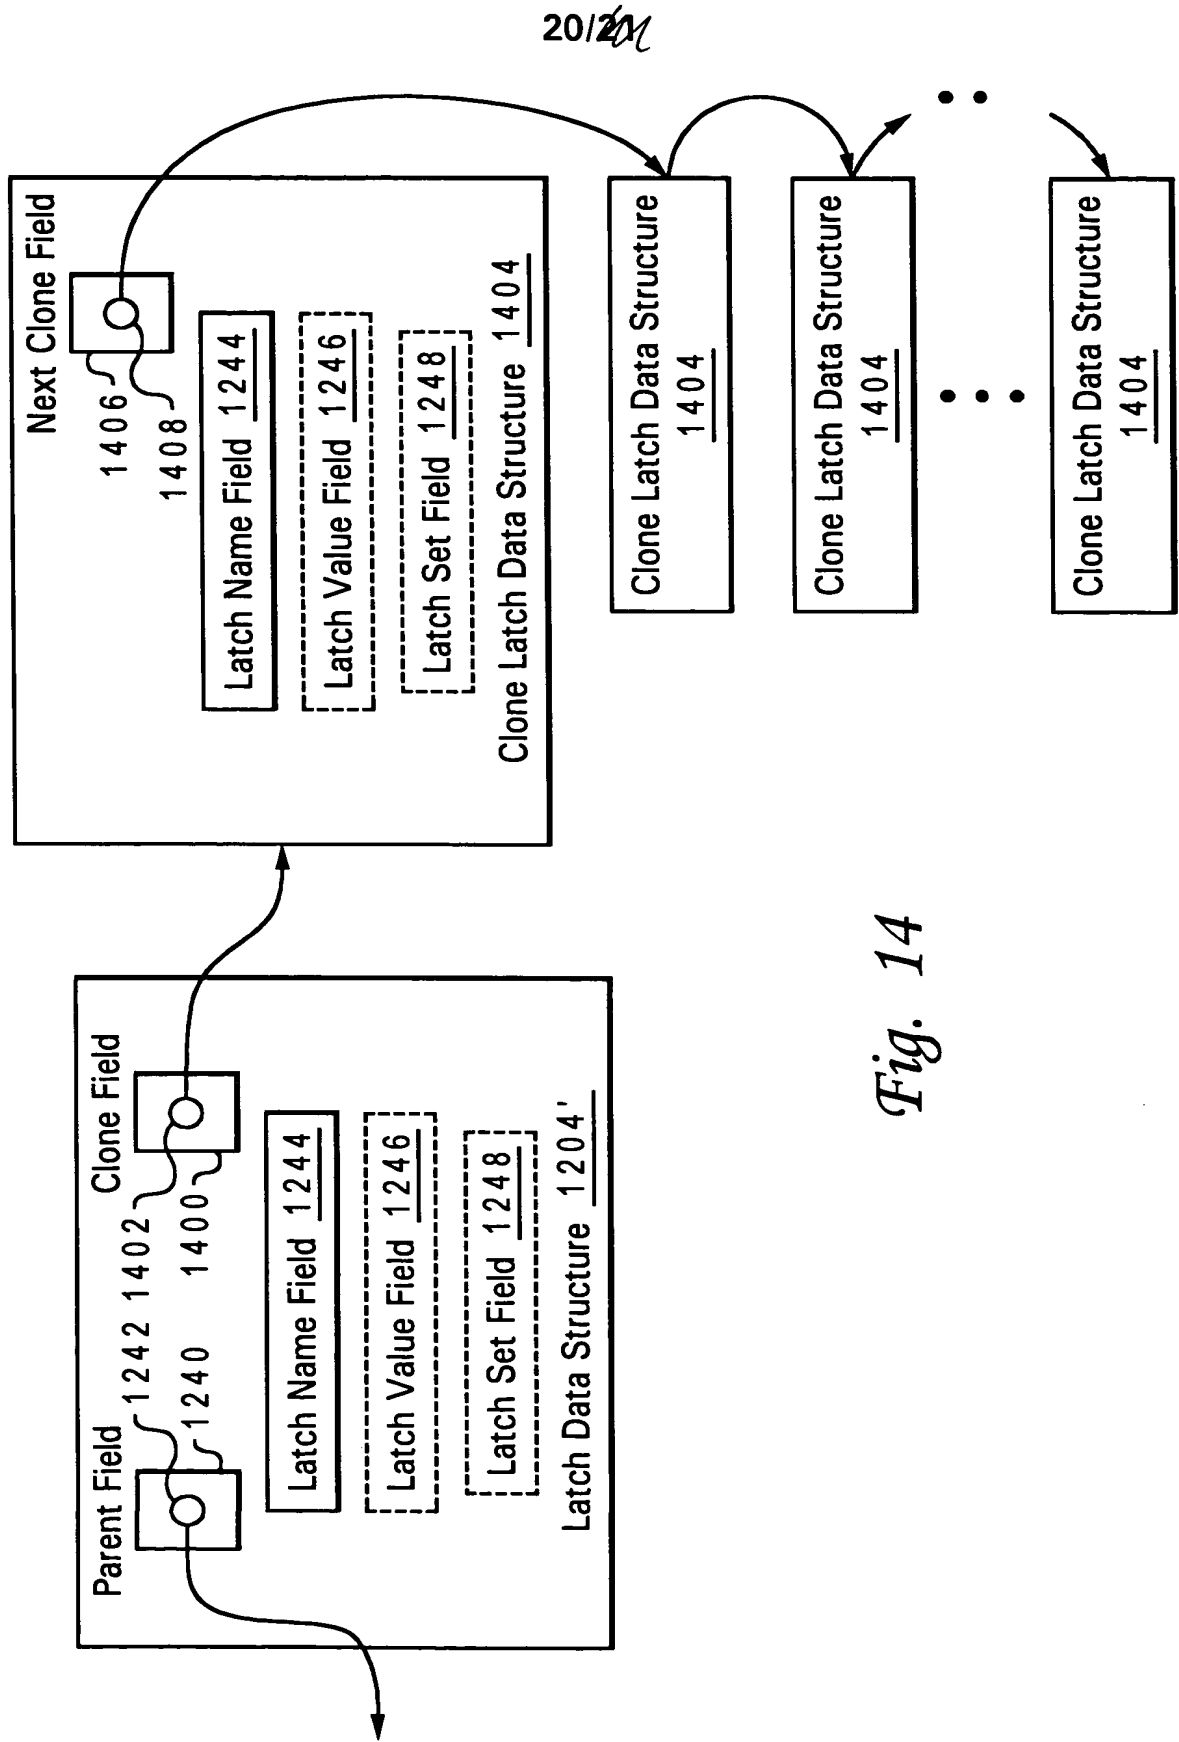 20/21
Parent Field
1242
1240
Clone Field
1402
1400
Latch Name Field 1244
Latch Value Field 1246
Latch Set Field 1248
Latch Data Structure 1204'
Next Clone Field
1406
1408
Latch Name Field 1244
Latch Value Field 1246
Latch Set Field 1248
Clone Latch Data Structure 1404
Clone Latch Data Structure
1404
Clone Latch Data Structure
1404
Clone Latch Data Structure
1404
Fig. 14